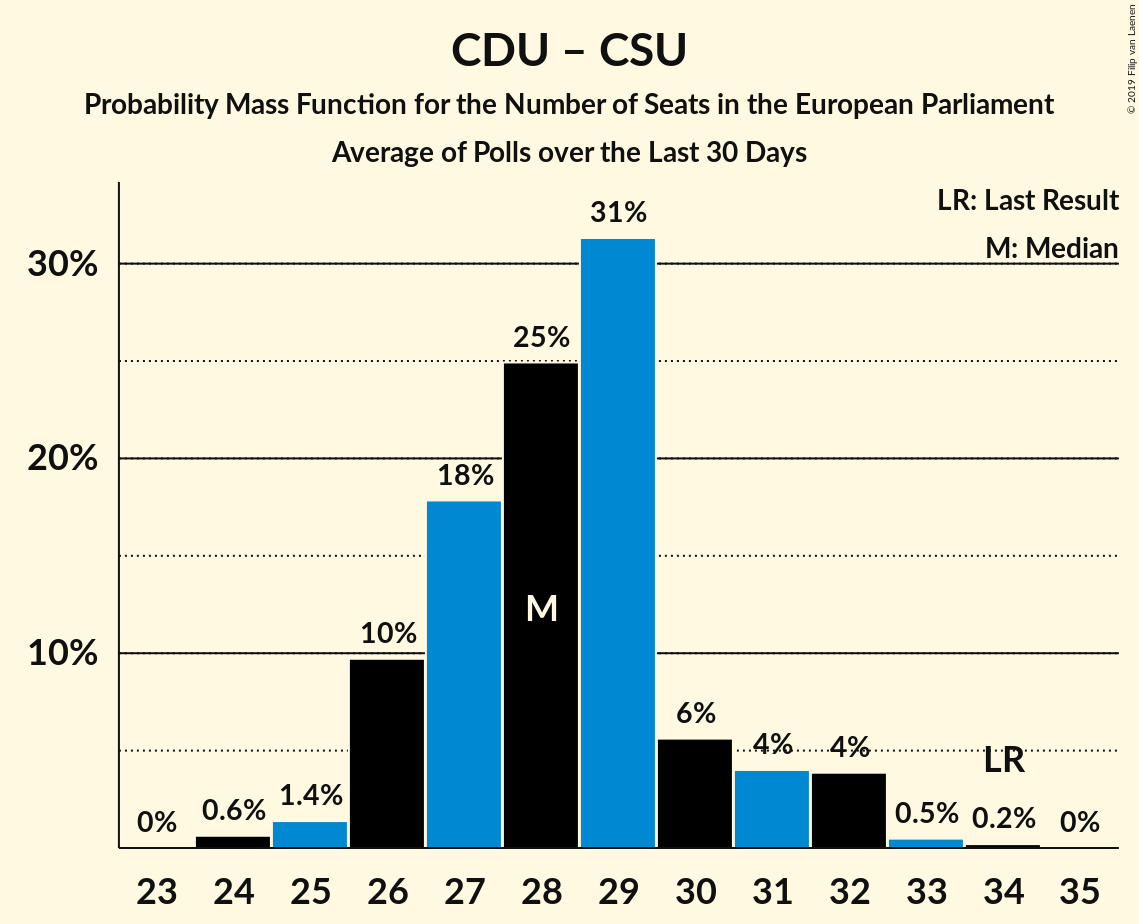 CDU – CSU
Probability Mass Function for the Number of Seats in the European Parliament
Average of Polls over the Last 30 Days
© 2019 Filip van Laenen
LR: Last Result
M: Median
30%
20%
10%
0%
0.6%
1.4%
10%
18%
25%
31%
6%
4%
4%
0.5%
0.2%
0%
M
LR
23 24 25 26 27 28 29 30 31 32 33 34 35